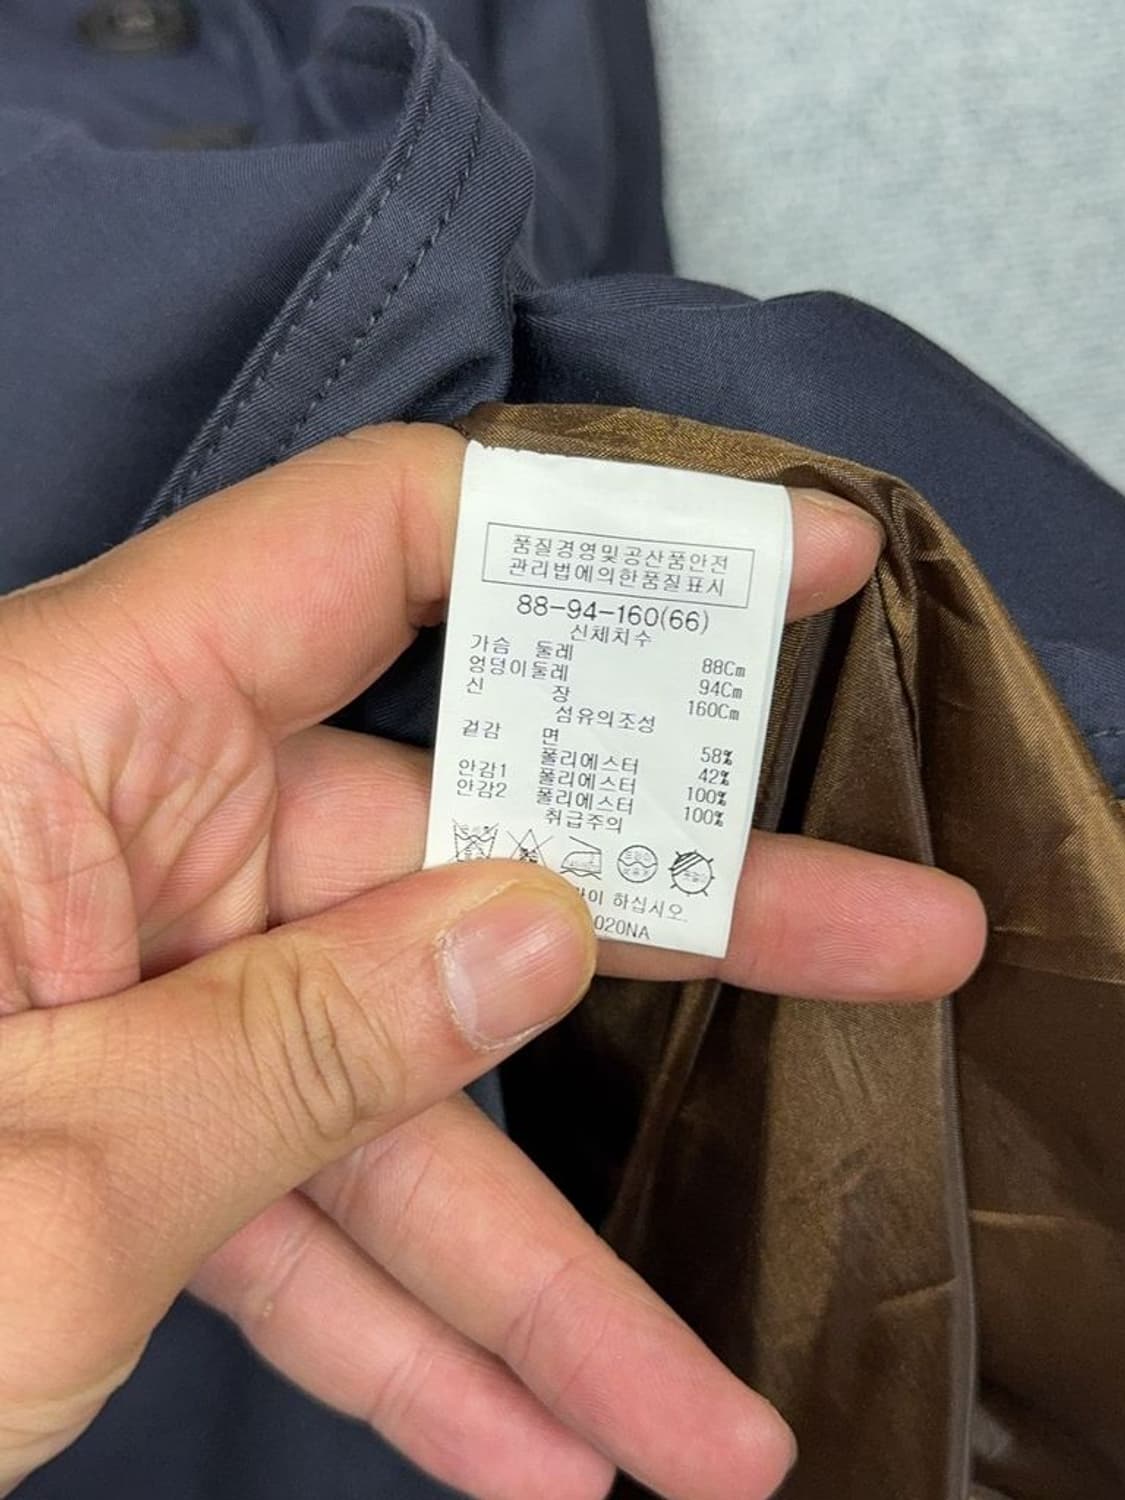 품질경영및공산품안전
관리법에의한품질표시
88-94-160(66)
신체치수
가슴 둘레 88Cm
엉덩이둘레 94Cm
신 장 160Cm
섬유의조성
겉감 면 58%
폴리에스터 42%
안감1 폴리에스터 100%
안감2 폴리에스터 100%
취급주의
이 하십시오
020NA